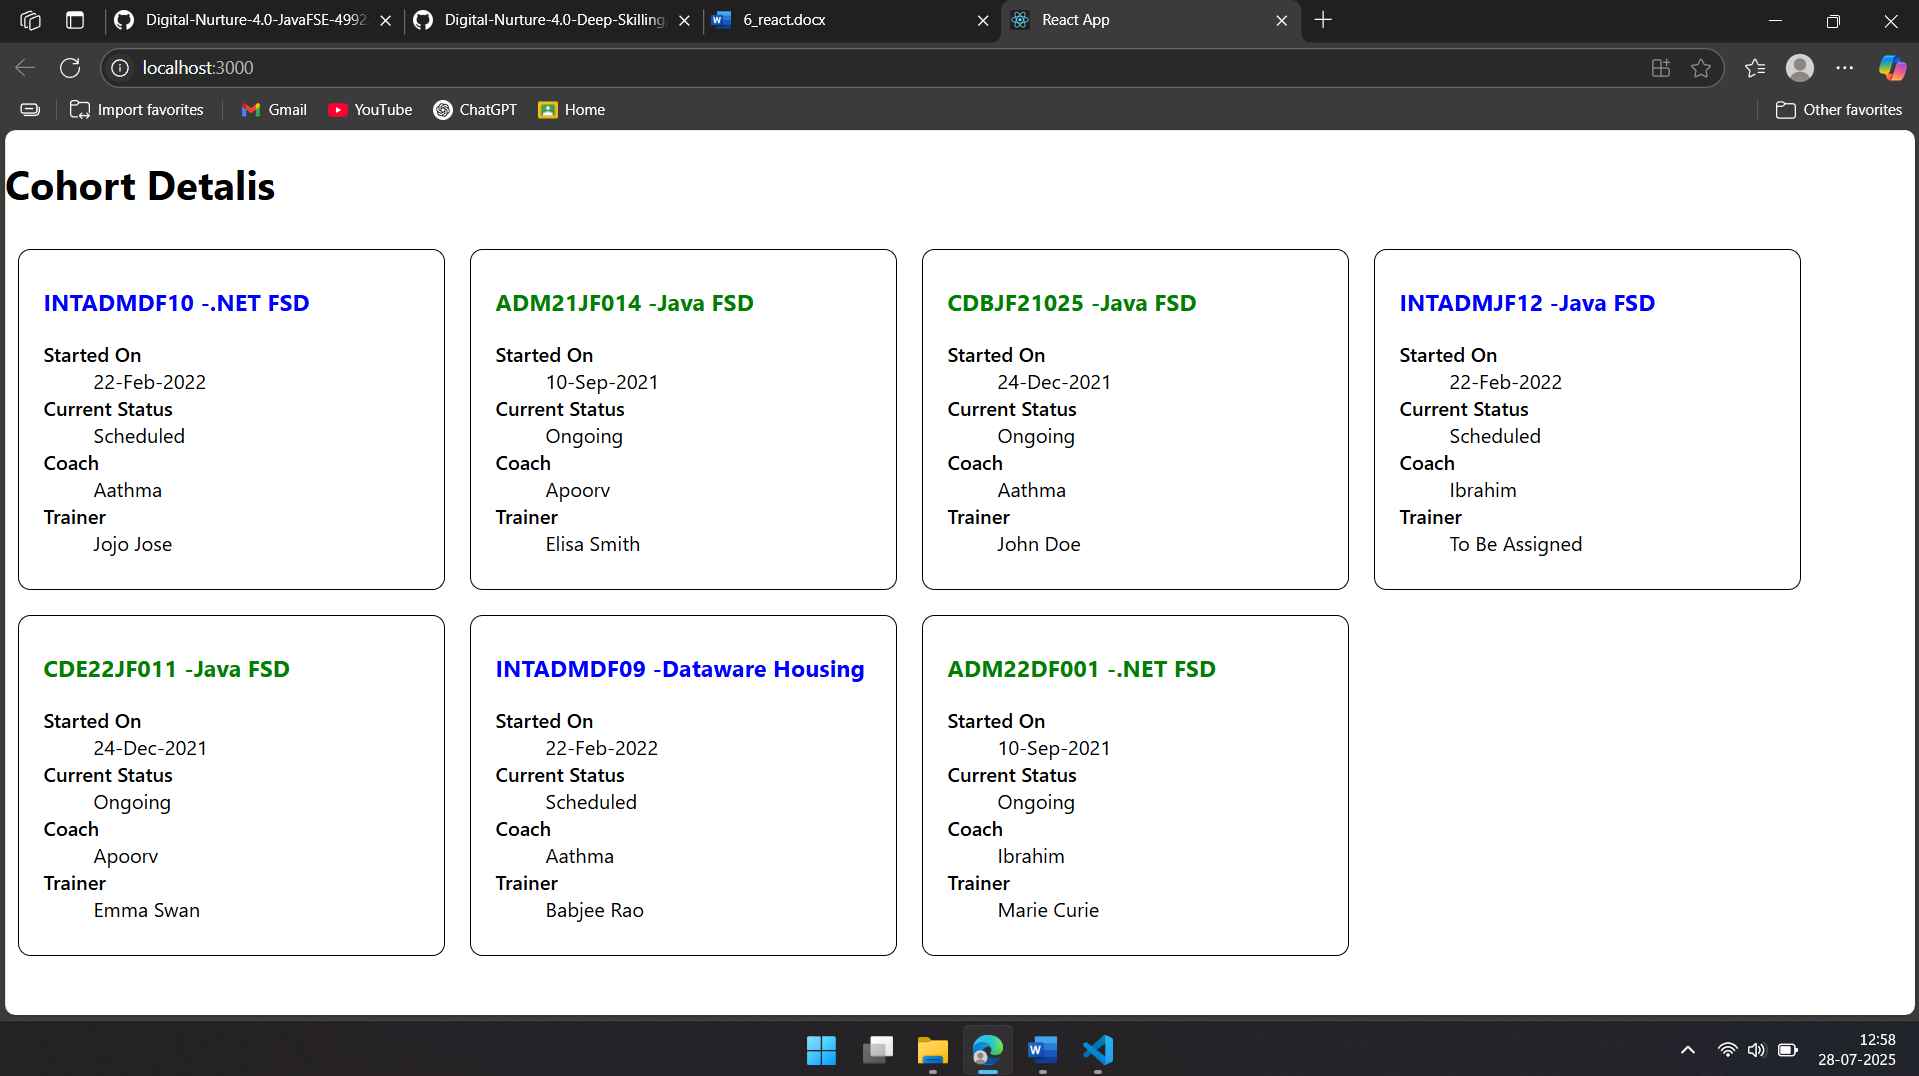 Digital-Nurture-4.0-JavaFSE-4992
Digital-Nurture-4.0-Deep-Skilling
6_react.docx
React App
localhost:3000
Import favorites
Gmail
YouTube
ChatGPT
Home
Other favorites
Cohort Detalis
INTADMDF10 -.NET FSD
Started On
22-Feb-2022
Current Status
Scheduled
Coach
Aathma
Trainer
Jojo Jose
ADM21JF014 -Java FSD
Started On
10-Sep-2021
Current Status
Ongoing
Coach
Apoorv
Trainer
Elisa Smith
CDBJF21025 -Java FSD
Started On
24-Dec-2021
Current Status
Ongoing
Coach
Aathma
Trainer
John Doe
INTADMJF12 -Java FSD
Started On
22-Feb-2022
Current Status
Scheduled
Coach
Ibrahim
Trainer
To Be Assigned
CDE22JF011 -Java FSD
Started On
24-Dec-2021
Current Status
Ongoing
Coach
Apoorv
Trainer
Emma Swan
INTADMDF09 -Dataware Housing
Started On
22-Feb-2022
Current Status
Scheduled
Coach
Aathma
Trainer
Babjee Rao
ADM22DF001 -.NET FSD
Started On
10-Sep-2021
Current Status
Ongoing
Coach
Ibrahim
Trainer
Marie Curie
12:58
28-07-2025